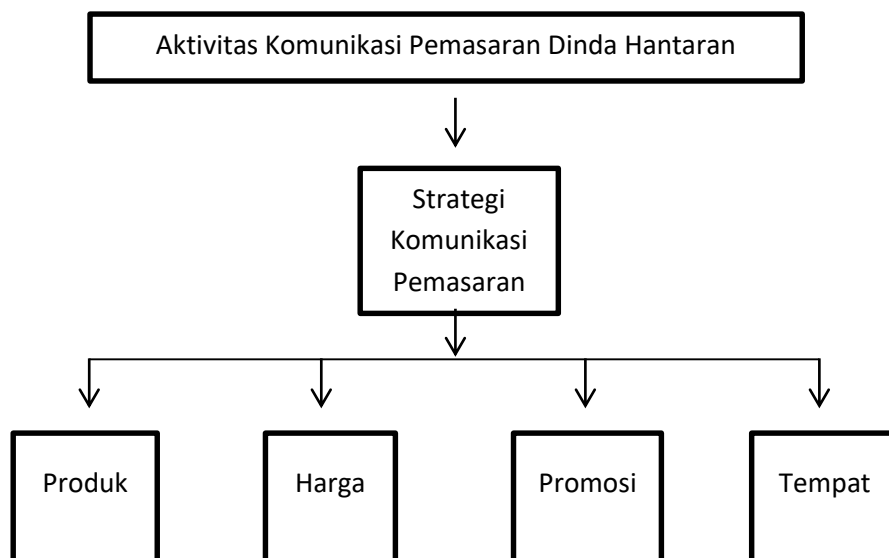 Aktivitas Komunikasi Pemasaran Dinda Hantaran
Strategi
Komunikasi
Pemasaran
Produk
Harga
Promosi
Tempat